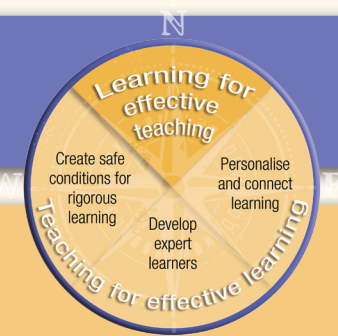 N
Learning for
effective
teaching
Create safe
conditions for
rigorous
learning
Personalise
and connect
learning
Develop
expert
learners
Teaching for effective learning
W
E